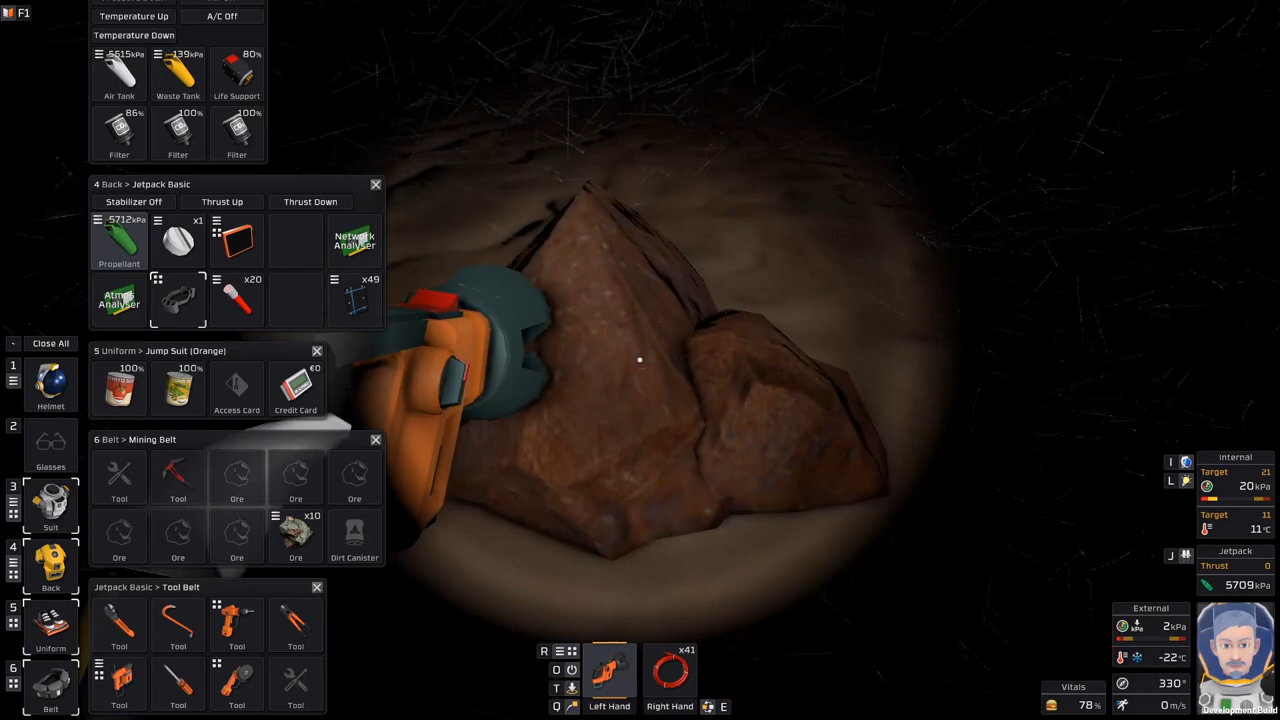 F1
Temperature Up A/C Off
Temperature Down
5515kPa 139kPa 80%
Air Tank Waste Tank Life Support
86% 100% 100%
Filter Filter Filter
4 Back > Jetpack Basic
Stabilizer Off Thrust Up Thrust Down
5712kPa x1
Propellant Network Analyser
Atmos Analyser x20 x49
~ Close All
5 Uniform > Jump Suit (Orange)
100% 100% €0
Access Card Credit Card
1 Helmet
2 Glasses
3 Suit
4 Back
5 Uniform
6 Belt
6 Belt > Mining Belt
Tool Tool Ore Ore Ore
x10
Ore Ore Ore Ore Dirt Canister
Jetpack Basic > Tool Belt
Tool Tool Tool Tool
Tool Tool Tool Tool
R
O
T
Q Left Hand
x41
Right Hand E
Internal
I Target 21
L 20kPa
Target 11
11°C
Jetpack
J Thrust 0
5709kPa
External
kPa 2kPa
-22°C
330°
0m/s
Vitals
78%
Development Build